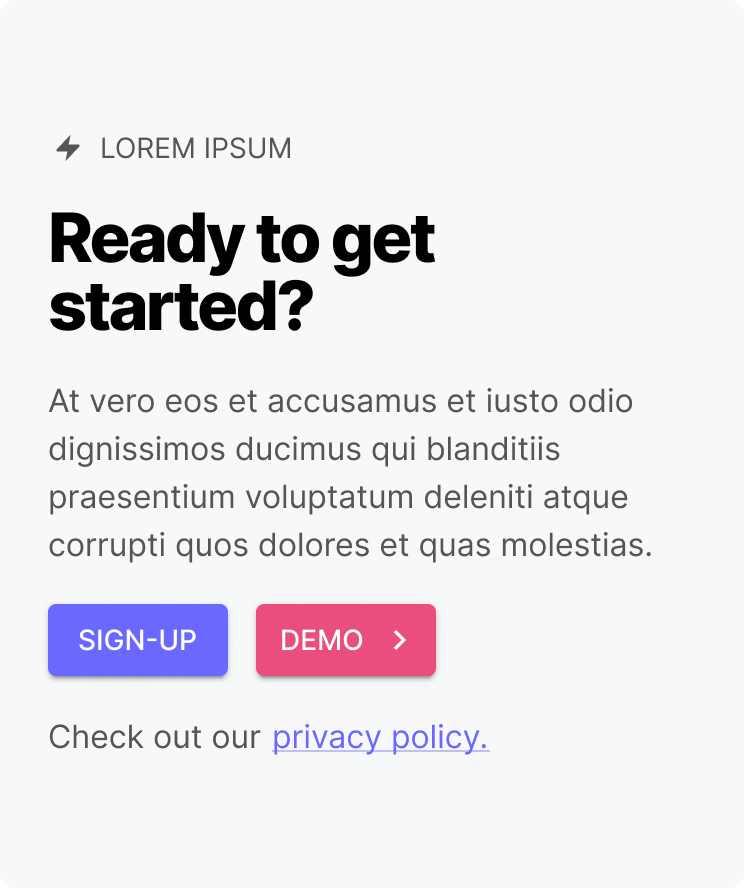 LOREM IPSUM
Ready to get
started?
At vero eos et accusamus et iusto odio
dignissimos ducimus qui blanditiis
praesentium voluptatum deleniti atque
corrupti quos dolores et quas molestias.
SIGN-UP DEMO
Check out our privacy policy.